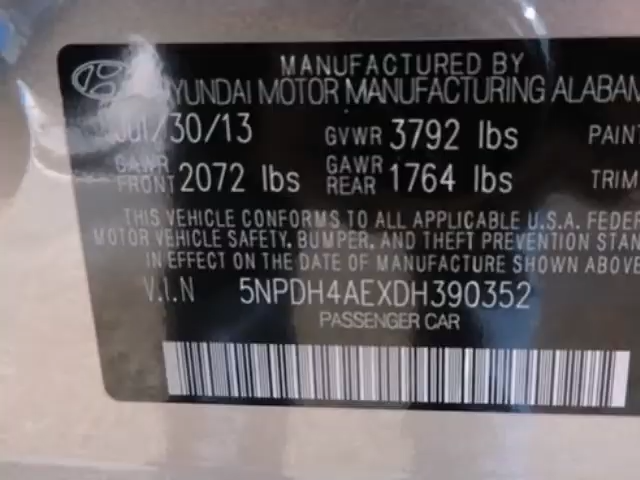 MANUFACTURED BY
HYUNDAI MOTOR MANUFACTURING ALABAM
JUL/30/13 GVWR 3792 lbs PAINT
GAWR FRONT 2072 lbs GAWR REAR 1764 lbs TRIM
THIS VEHICLE CONFORMS TO ALL APPLICABLE U.S.A. FEDER
MOTOR VEHICLE SAFETY, BUMPER, AND THEFT PREVENTION STAN
IN EFFECT ON THE DATE OF MANUFACTURE SHOWN ABOVE
V.I.N 5NPDH4AEXDH390352
PASSENGER CAR